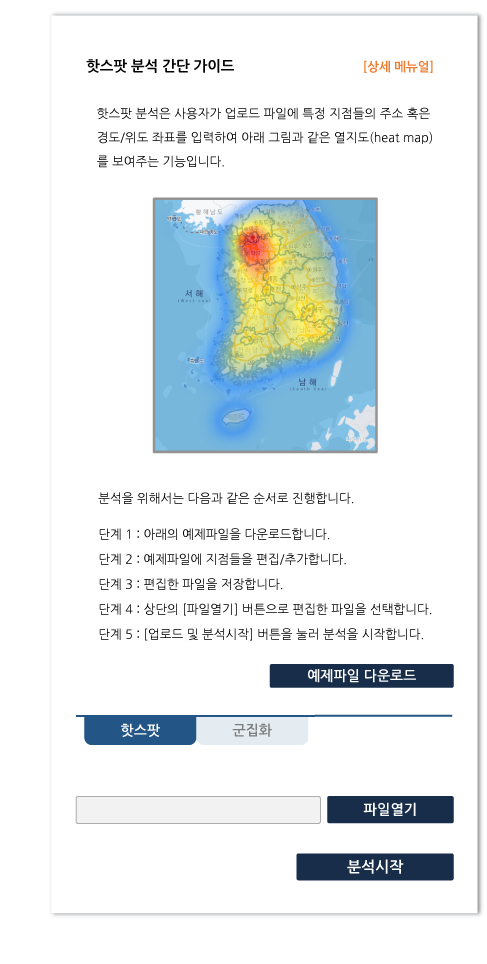 핫스팟 분석 간단 가이드 [상세 메뉴얼]
핫스팟 분석은 사용자가 업로드 파일에 특정 지점들의 주소 혹은
경도/위도 좌표를 입력하여 아래 그림과 같은 열지도(heat map)
를 보여주는 기능입니다.
황해남도
서 해
남 해
분석을 위해서는 다음과 같은 순서로 진행합니다.
단계 1 : 아래의 예제파일을 다운로드합니다.
단계 2 : 예제파일에 지점들을 편집/추가합니다.
단계 3 : 편집한 파일을 저장합니다.
단계 4 : 상단의 [파일열기] 버튼으로 편집한 파일을 선택합니다.
단계 5 : [업로드 및 분석시작] 버튼을 눌러 분석을 시작합니다.
예제파일 다운로드
핫스팟 군집화
파일열기
분석시작